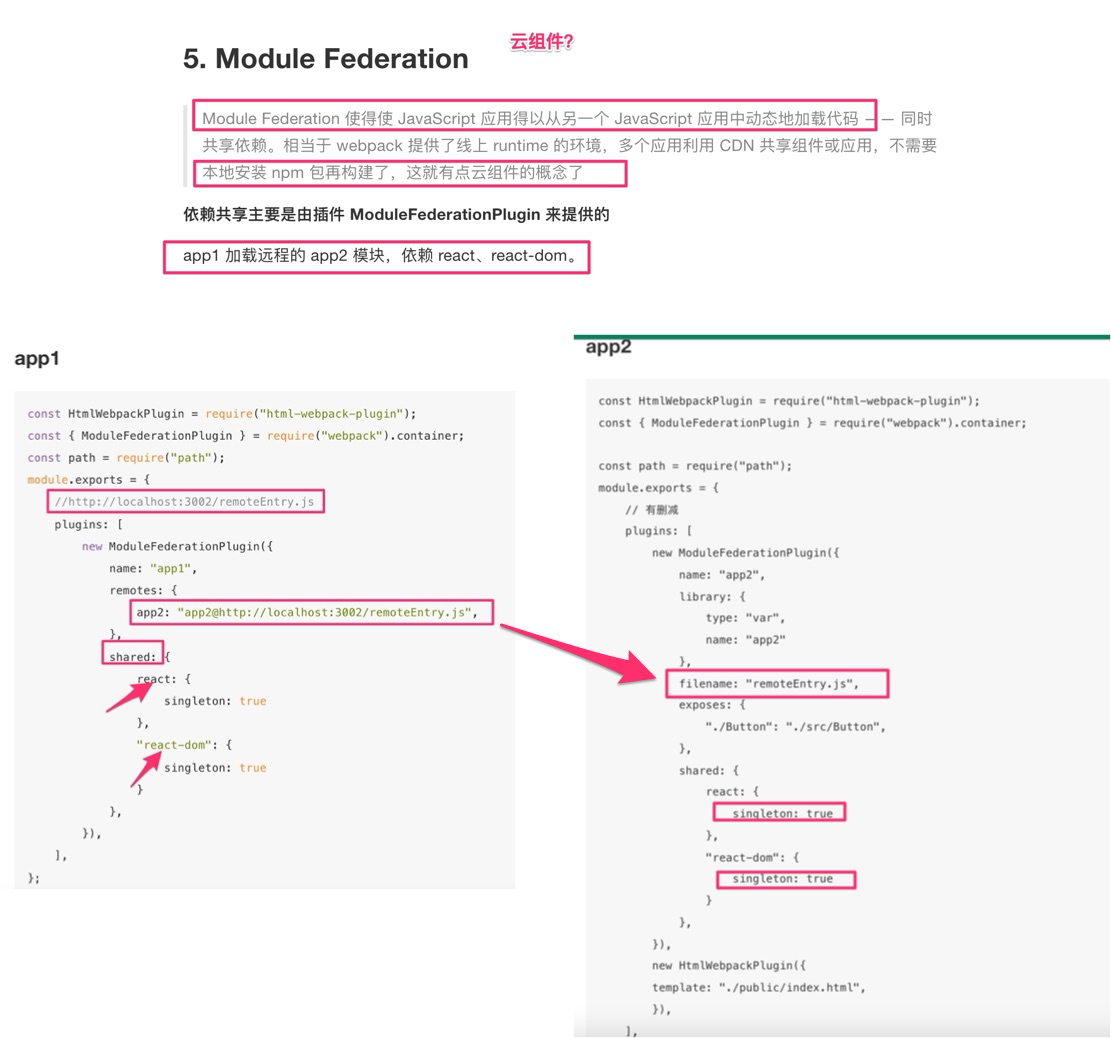 云组件?
5. Module Federation
Module Federation 使得使 JavaScript 应用得以从另一个 JavaScript 应用中动态地加载代码 — — 同时
共享依赖。相当于 webpack 提供了线上 runtime 的环境，多个应用利用 CDN 共享组件或应用，不需要
本地安装 npm 包再构建了，这就有点云组件的概念了
依赖共享主要是由插件 ModuleFederationPlugin 来提供的
app1 加载远程的 app2 模块，依赖 react、react-dom。
app1
const HtmlWebpackPlugin = require("html-webpack-plugin");
const { ModuleFederationPlugin } = require("webpack").container;
const path = require("path");
module.exports = {
//http://localhost:3002/remoteEntry.js
plugins: [
new ModuleFederationPlugin({
name: "app1",
remotes: {
app2: "app2@http://localhost:3002/remoteEntry.js",
},
shared: {
react: {
singleton: true
},
"react-dom": {
singleton: true
}
},
}),
],
};
app2
const HtmlWebpackPlugin = require("html-webpack-plugin");
const { ModuleFederationPlugin } = require("webpack").container;
const path = require("path");
module.exports = {
// 有删减
plugins: [
new ModuleFederationPlugin({
name: "app2",
library: {
type: "var",
name: "app2"
},
filename: "remoteEntry.js",
exposes: {
"./Button": "./src/Button",
},
shared: {
react: {
singleton: true
},
"react-dom": {
singleton: true
}
},
}),
new HtmlWebpackPlugin({
template: "./public/index.html",
}),
],